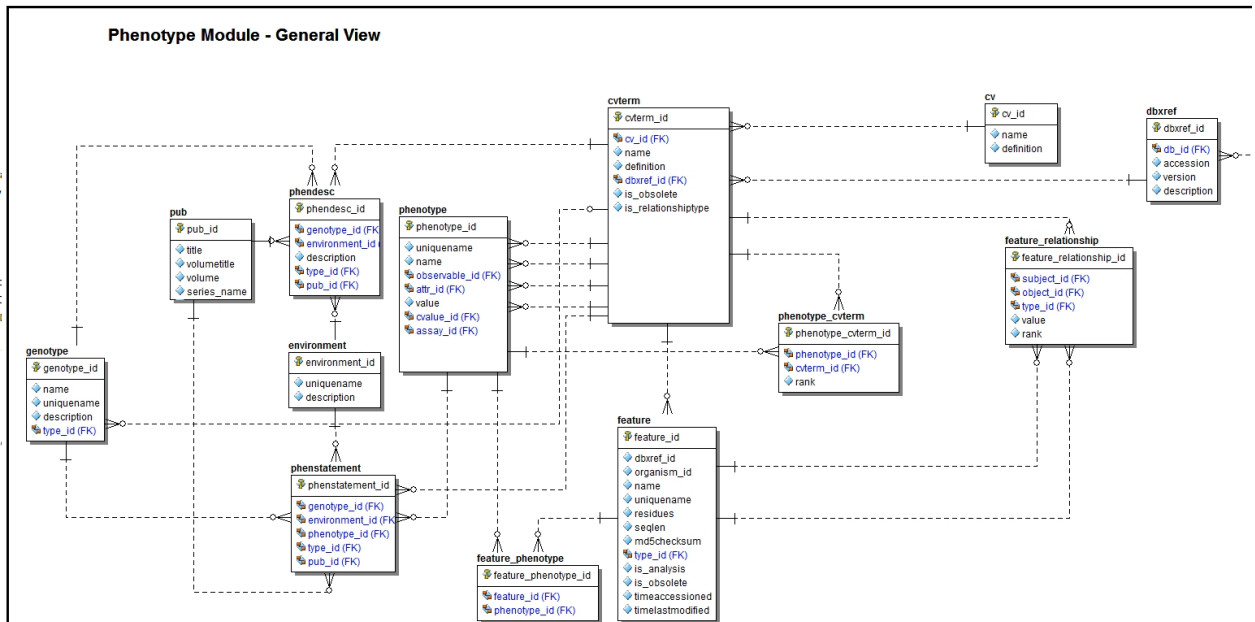 Phenotype Module - General View
cvterm
cvterm_id
cv_id (FK)
name
definition
dbxref_id (FK)
is_obsolete
is_relationshiptype
cv
cv_id
name
definition
dbxref
dbxref_id
db_id (FK)
accession
version
description
phendesc
phendesc_id
genotype_id (FK
environment_id (
description
type_id (FK)
pub_id (FK)
pub
pub_id
title
volumetitle
volume
series_name
phenotype
phenotype_id
uniquename
name
observable_id (FK)
attr_id (FK)
value
cvalue_id (FK)
assay_id (FK)
feature_relationship
feature_relationship_id
subject_id (FK)
object_id (FK)
type_id (FK)
value
rank
phenotype_cvterm
phenotype_cvterm_id
phenotype_id (FK)
cvterm_id (FK)
rank
genotype
genotype_id
name
uniquename
description
type_id (FK)
environment
environment_id
uniquename
description
feature
feature_id
dbxref_id
organism_id
name
uniquename
residues
seqlen
md5checksum
type_id (FK)
is_analysis
is_obsolete
timeaccessioned
timelastmodified
phenstatement
phenstatement_id
genotype_id (FK)
environment_id (FK
phenotype_id (FK)
type_id (FK)
pub_id (FK)
feature_phenotype
feature_phenotype_id
feature_id (FK)
phenotype_id (FK)